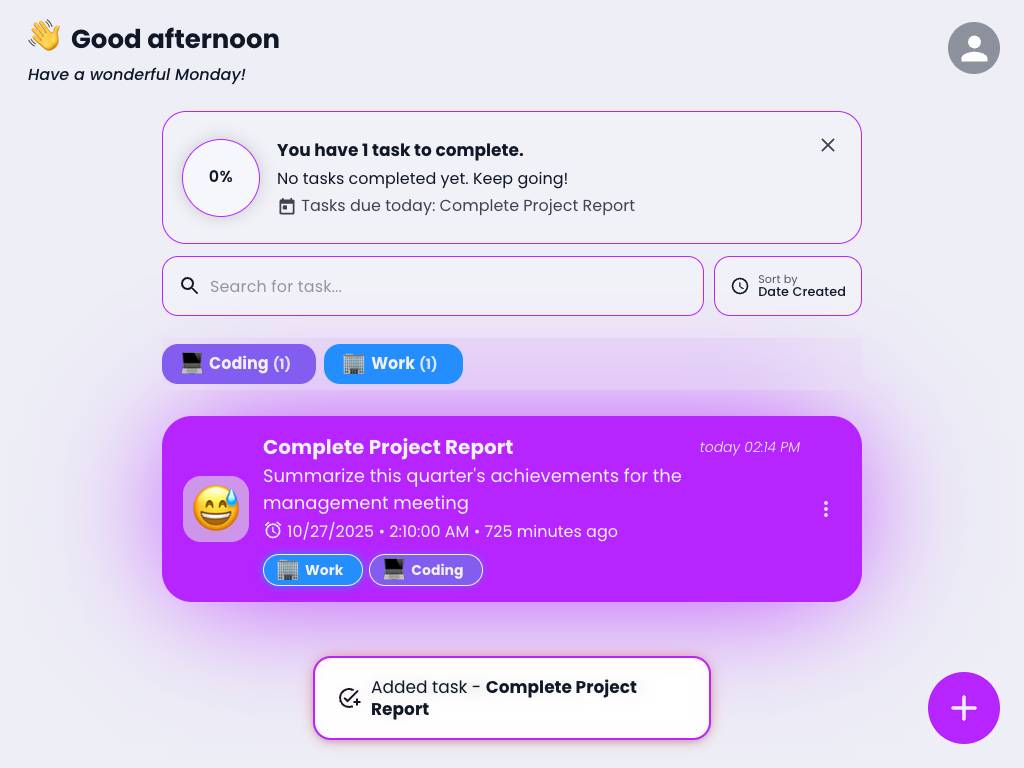 👋 Good afternoon
Have a wonderful Monday!
0%
You have 1 task to complete.
No tasks completed yet. Keep going!
Tasks due today: Complete Project Report
Search for task...
Sort by
Date Created
Coding (1)
Work (1)
Complete Project Report
today 02:14 PM
Summarize this quarter's achievements for the
management meeting
10/27/2025 • 2:10:00 AM • 725 minutes ago
Work
Coding
Added task - Complete Project
Report